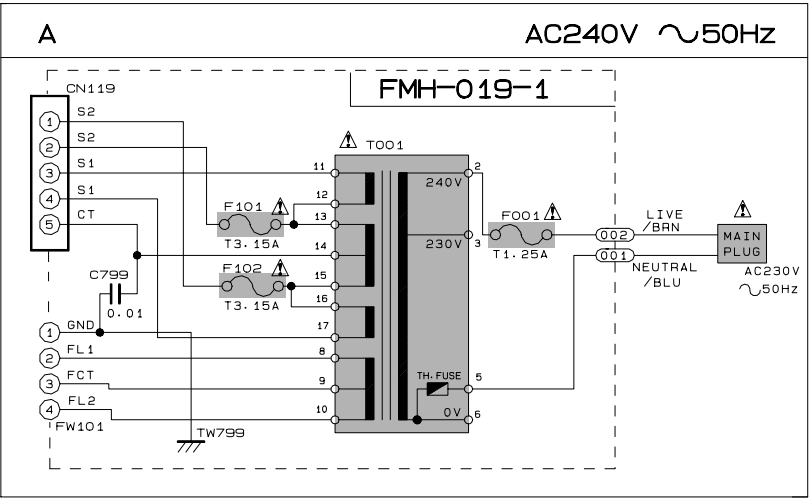 A
AC240V 50Hz
FMH-019-1
CN119
1 S2
2 S2
3 S1
4 S1
5 CT
T001
11
12
13
14
15
16
17
8
9
10
F101
T3.15A
F102
T3.15A
C799
0.01
1 GND
2 FL1
3 FCT
4 FL2
FW101
TW799
2
240V
230V
3
TH.FUSE
5
0V
6
F001
T1.25A
002
LIVE
/BRN
001
NEUTRAL
/BLU
MAIN
PLUG
AC230V
50Hz